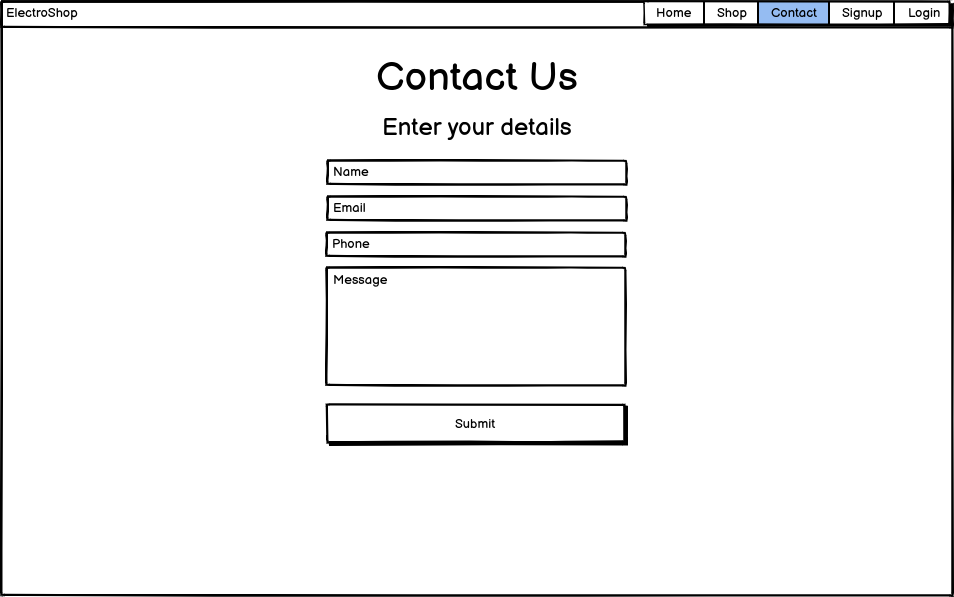 ElectroShop Home Shop Contact Signup Login
Contact Us
Enter your details
Name
Email
Phone
Message
Submit